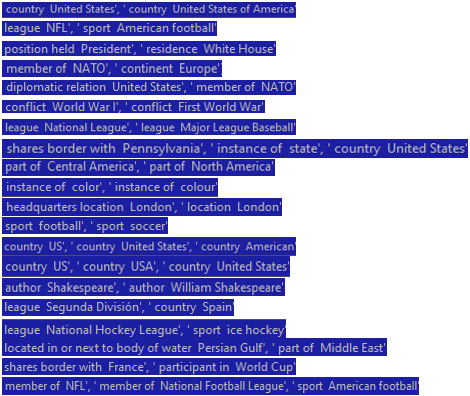 country  United States', ' country  United States of America'
league  NFL', ' sport  American football'
position held  President', ' residence  White House'
member of  NATO', ' continent  Europe'
diplomatic relation  United States', ' member of  NATO'
conflict  World War I', ' conflict  First World War'
league  National League', ' league  Major League Baseball'
shares border with  Pennsylvania', ' instance of  state', ' country  United States'
part of  Central America', ' part of  North America'
instance of  color', ' instance of  colour'
headquarters location  London', ' location  London'
sport  football', ' sport  soccer'
country  US', ' country  United States', ' country  American'
country  US', ' country  USA', ' country  United States'
author  Shakespeare', ' author  William Shakespeare'
league  Segunda División', ' country  Spain'
league  National Hockey League', ' sport  ice hockey'
located in or next to body of water  Persian Gulf', ' part of  Middle East'
shares border with  France', ' participant in  World Cup'
member of  NFL', ' member of  National Football League', ' sport  American football'